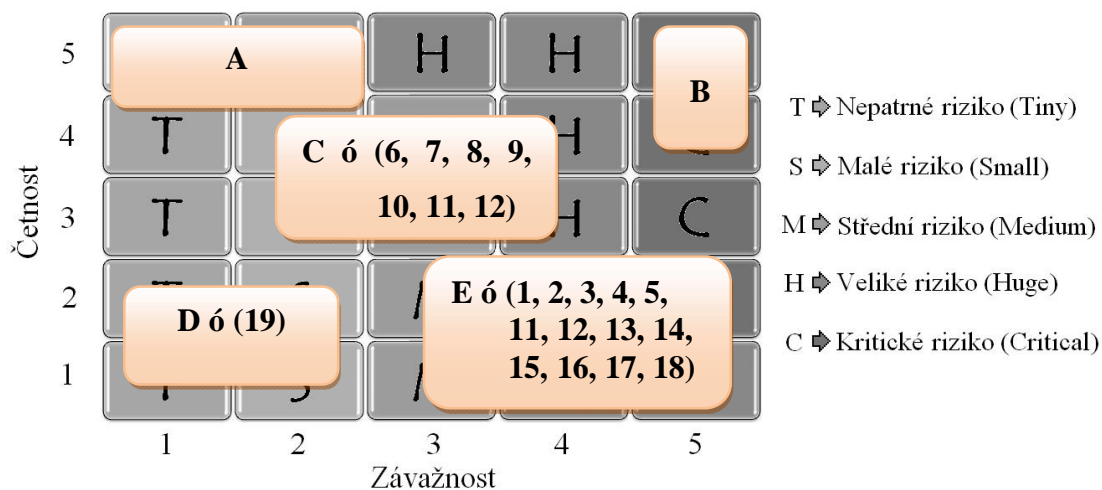 5 A H H B
4 T H
3 T H C
C ó (6, 7, 8, 9,
10, 11, 12)
2
1
D ó (19)
E ó (1, 2, 3, 4, 5,
11, 12, 13, 14,
15, 16, 17, 18)
1 2 3 4 5
Četnost
Závažnost
T Nepatrné riziko (Tiny)
S Malé riziko (Small)
M Střední riziko (Medium)
H Veliké riziko (Huge)
C Kritické riziko (Critical)